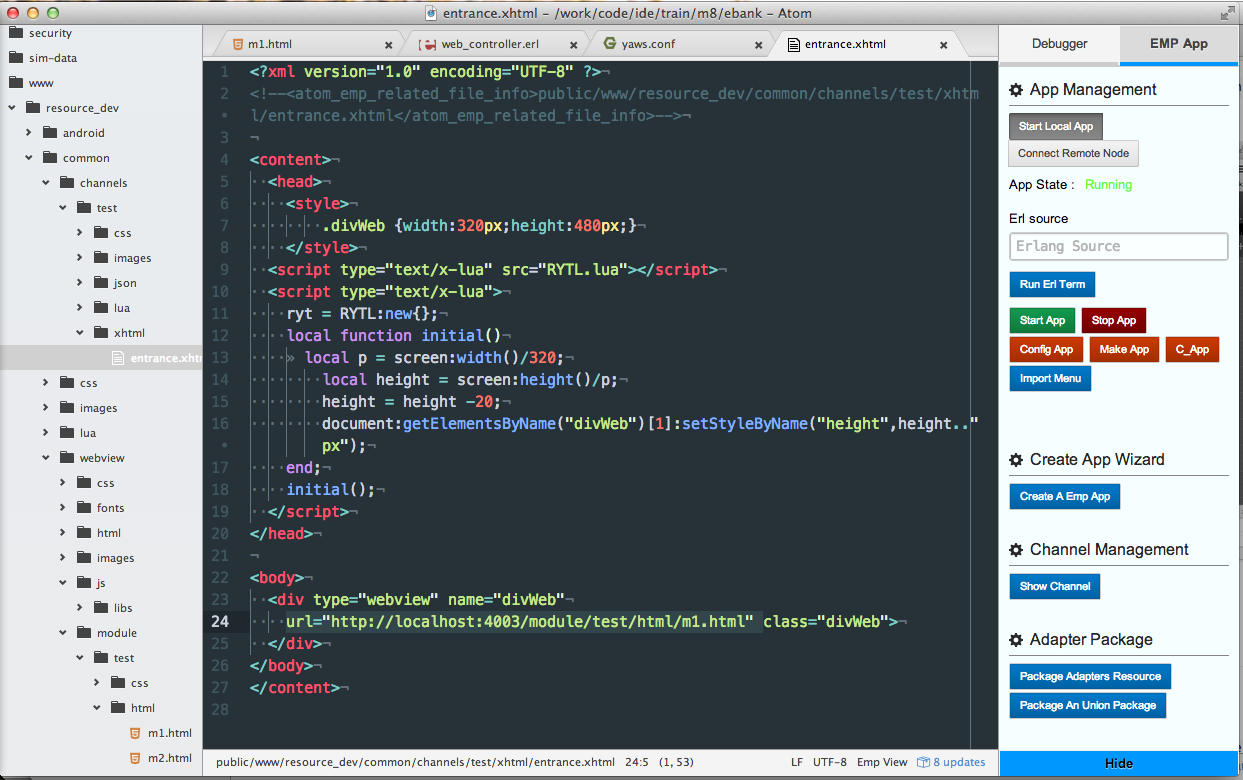 entrance.xhtml - /work/code/ide/train/m8/ebank - Atom
security
sim-data
www
resource_dev
android
common
channels
test
css
images
json
lua
xhtml
entrance.xhtm
css
images
lua
webview
css
fonts
html
images
js
libs
module
test
css
html
m1.html
m2.html
m1.html
web_controller.erl
yaws.conf
entrance.xhtml
1 <?xml version="1.0" encoding="UTF-8" ?>¬
2 <!--<atom_emp_related_file_info>public/www/resource_dev/common/channels/test/xhtm
• l/entrance.xhtml</atom_emp_related_file_info>-->¬
3 ¬
4 <content>¬
5 ··<head>¬
6 ····<style>¬
7 ········.divWeb {width:320px;height:480px;}¬
8 ····</style>¬
9 ··<script type="text/x-lua" src="RYTL.lua"></script>¬
10 ··<script type="text/x-lua">¬
11 ····ryt = RYTL:new{};¬
12 ····local function initial()¬
13 ····» local p = screen:width()/320;¬
14 ········local height = screen:height()/p;¬
15 ········height = height -20;¬
16 ········document:getElementsByName("divWeb")[1]:setStyleByName("height",height.."
• px");¬
17 ····end;¬
18 ····initial();¬
19 ··</script>¬
20 </head>¬
21 ¬
22 <body>¬
23 ··<div type="webview" name="divWeb"¬
24 ····url="http://localhost:4003/module/test/html/m1.html" class="divWeb">¬
25 ··</div>¬
26 </body>¬
27 </content>¬
28
public/www/resource_dev/common/channels/test/xhtml/entrance.xhtml 24:5 (1, 53)
LF UTF-8 Emp View 8 updates
Debugger
EMP App
App Management
Start Local App
Connect Remote Node
App State : Running
Erl source
Erlang Source
Run Erl Term
Start App Stop App
Config App Make App C_App
Import Menu
Create App Wizard
Create A Emp App
Channel Management
Show Channel
Adapter Package
Package Adapters Resource
Package An Union Package
Hide